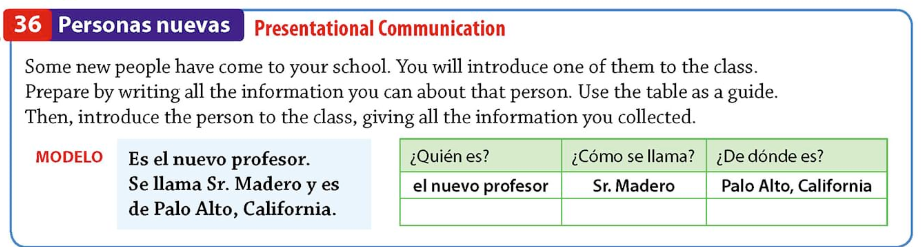 36 Personas nuevas Presentational Communication
Some new people have come to your school. You will introduce one of them to the class.
Prepare by writing all the information you can about that person. Use the table as a guide.
Then, introduce the person to the class, giving all the information you collected.
MODELO
Es el nuevo profesor.
Se llama Sr. Madero y es
de Palo Alto, California.
¿Quién es? ¿Cómo se llama? ¿De dónde es?
el nuevo profesor Sr. Madero Palo Alto, California